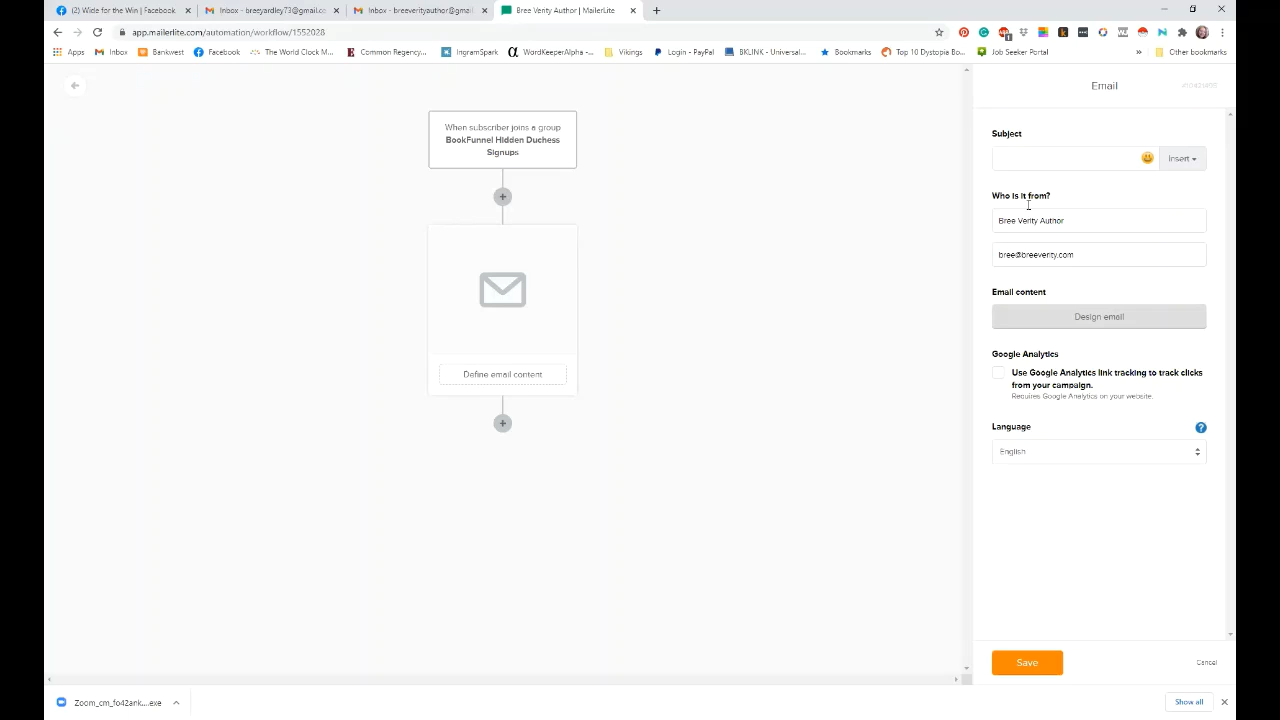 (2) Wide for the Win | Facebook
Inbox – breeyardley73@gmail.co
Inbox – breeverityauthor@gmail
Bree Verity Author | MailerLite
app.mailerlite.com/automation/workflow/1552028
Apps
Inbox
Bankwest
Facebook
The World Clock M...
Common Regency...
IngramSpark
WordKeeperAlpha -...
Vikings
Login - PayPal
BKLINK - Universal...
Bookmarks
Top 10 Dystopia Bo...
Job Seeker Portal
»
Other bookmarks
When subscriber joins a group
BookFunnel Hidden Duchess
Signups
Define email content
Email
Subject
Insert
Who is it from?
Bree Verity Author
bree@breeverity.com
Email content
Design email
Google Analytics
Use Google Analytics link tracking to track clicks
from your campaign.
Requires Google Analytics on your website.
Language
?
English
Save
Cancel
Zoom_cm_fo42ank....exe
Show all